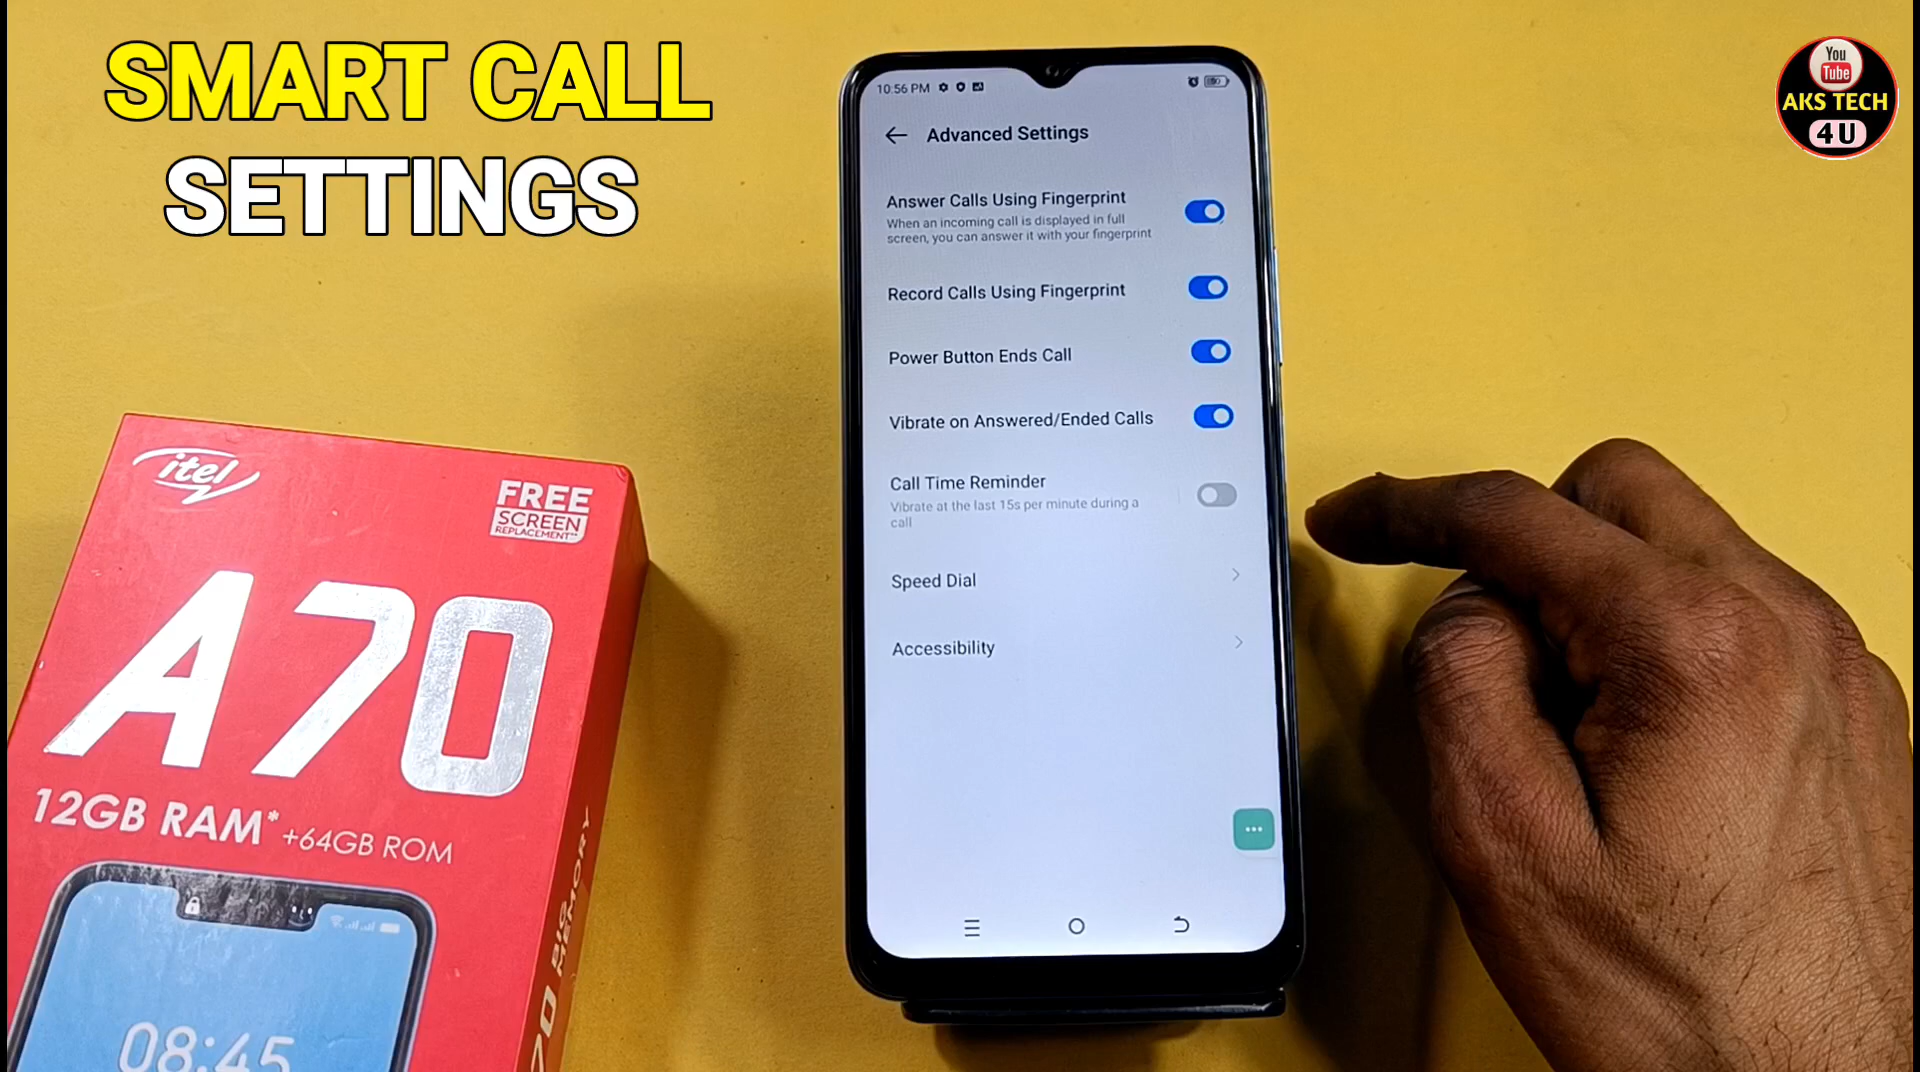 SMART CALL
SETTINGS
You
Tube
AKS TECH
4 U
10:56 PM
Advanced Settings
Answer Calls Using Fingerprint
When an incoming call is displayed in full
screen, you can answer it with your fingerprint
Record Calls Using Fingerprint
Power Button Ends Call
Vibrate on Answered/Ended Calls
Call Time Reminder
Vibrate at the last 15s per minute during a
call
Speed Dial
Accessibility
itel
FREE
SCREEN
REPLACEMENT**
A70
12GB RAM* +64GB ROM
08:45
BIG
MEMORY